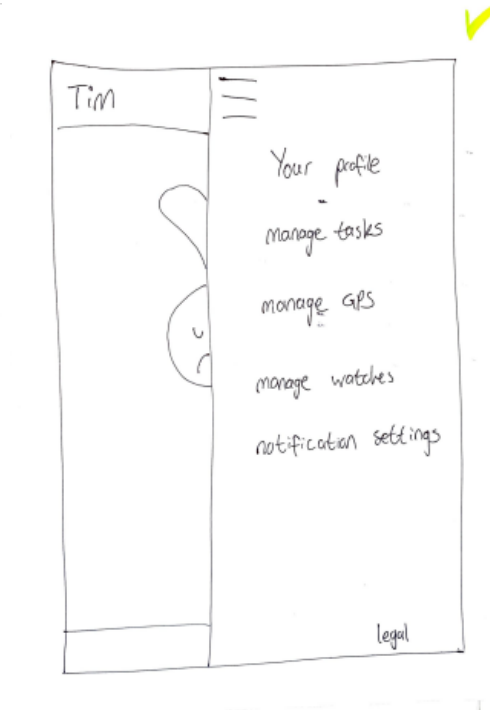 Tim
Your profile
manage tasks
manage GPS
manage watches
notification settings
legal